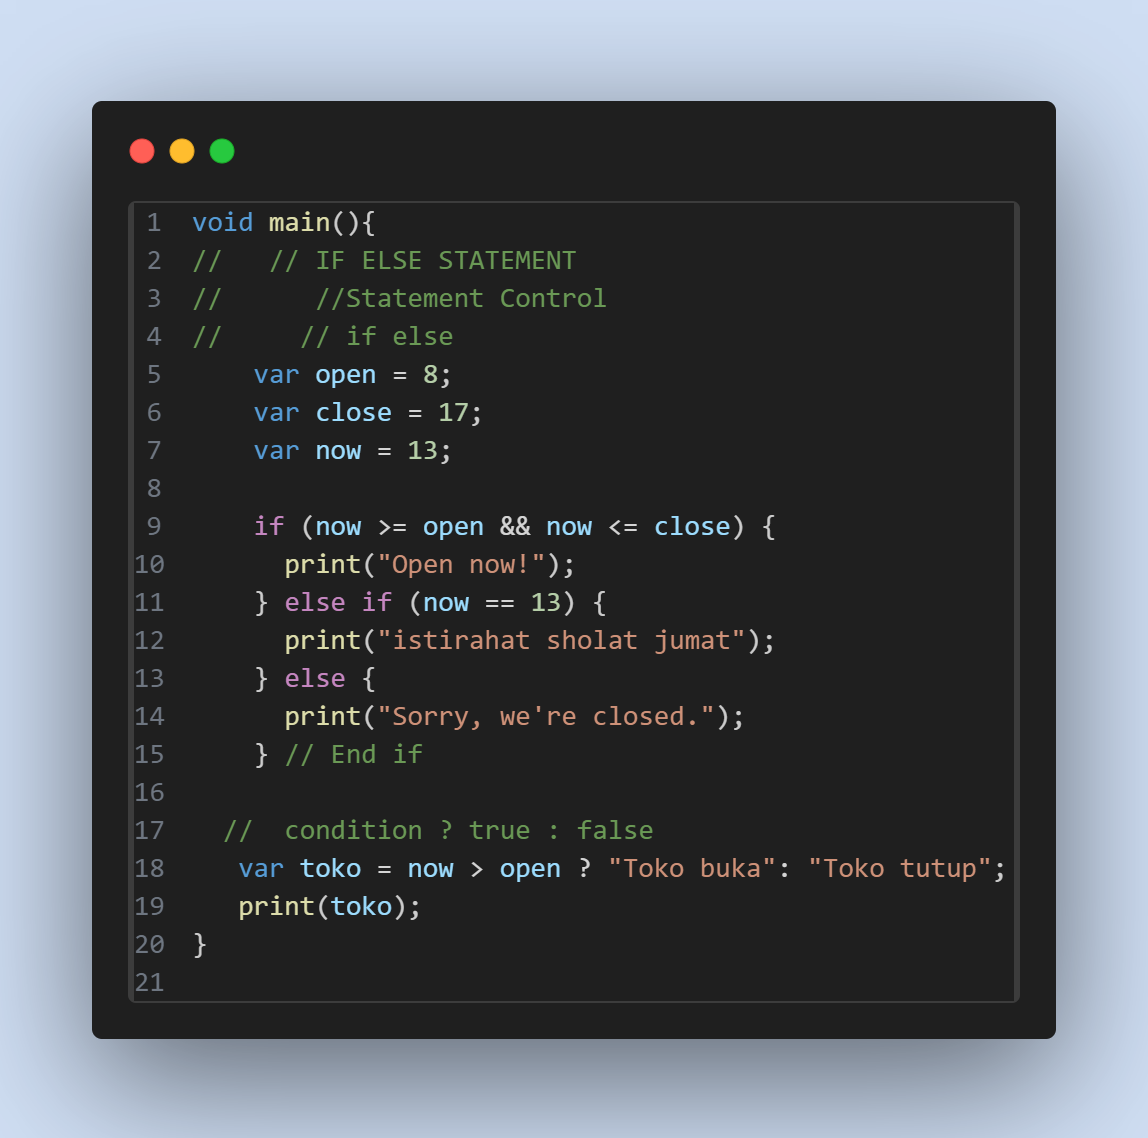 1 void main(){
2 //   // IF ELSE STATEMENT
3 //      //Statement Control
4 //     // if else
5     var open = 8;
6     var close = 17;
7     var now = 13;
8
9     if (now >= open && now <= close) {
10       print("Open now!");
11     } else if (now == 13) {
12       print("istirahat sholat jumat");
13     } else {
14       print("Sorry, we're closed.");
15     } // End if
16
17   //  condition ? true : false
18    var toko = now > open ? "Toko buka": "Toko tutup";
19    print(toko);
20 }
21